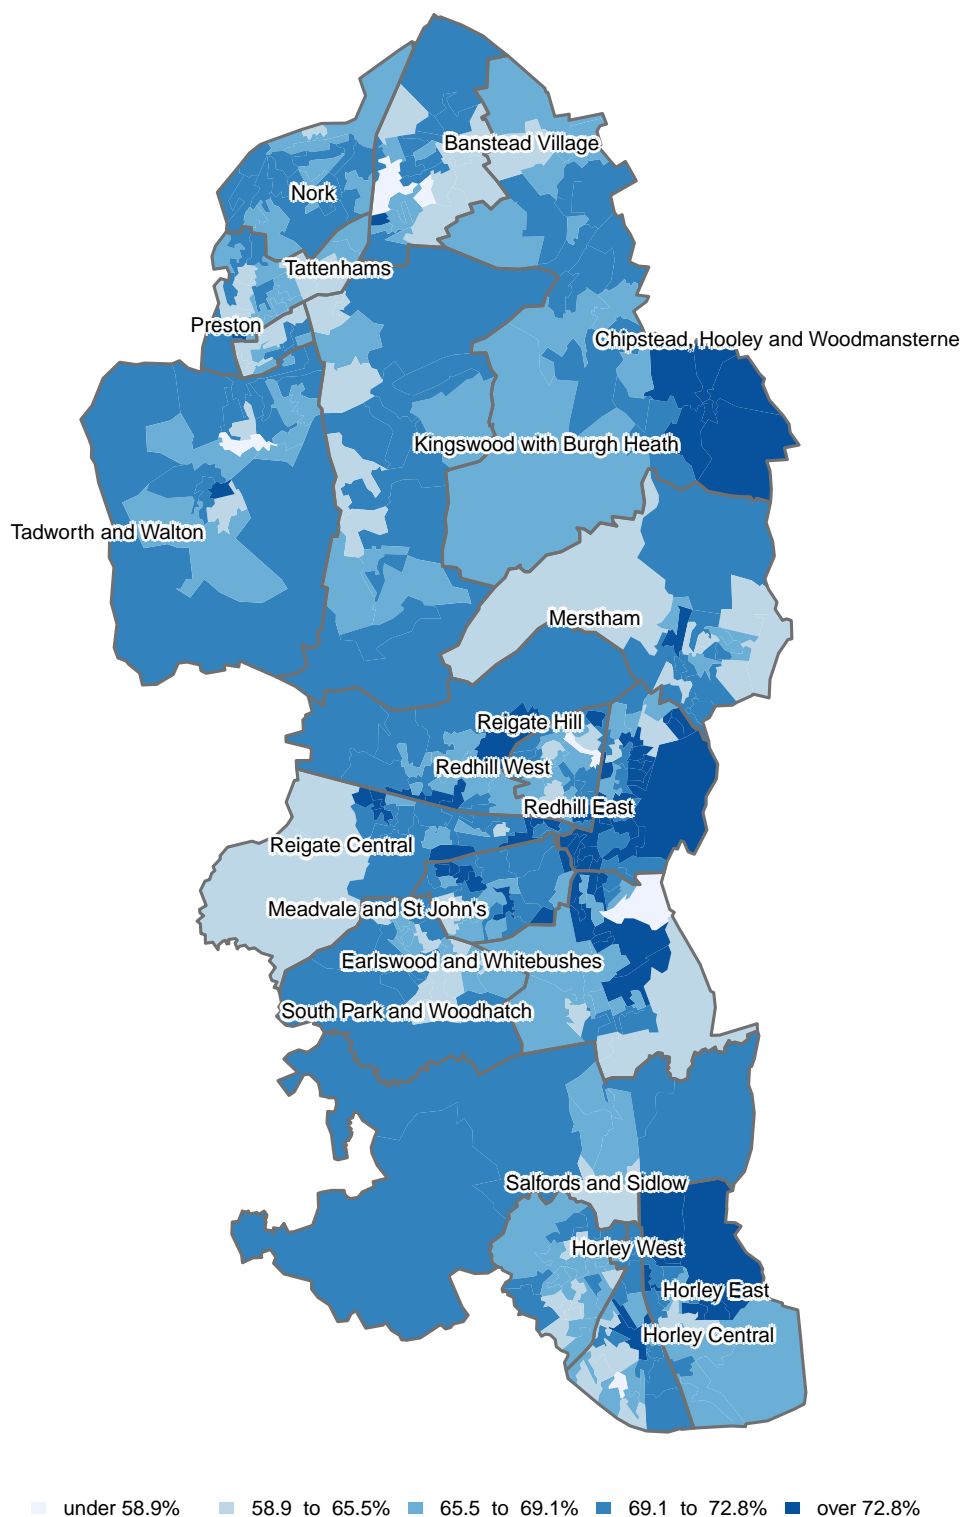 Banstead Village
Nork
Tattenhams
Preston
Chipstead, Hooley and Woodmansterne
Kingswood with Burgh Heath
Tadworth and Walton
Merstham
Reigate Hill
Redhill West
Redhill East
Reigate Central
Meadvale and St John's
Earlswood and Whitebushes
South Park and Woodhatch
Salfords and Sidlow
Horley West
Horley East
Horley Central
under 58.9% 58.9 to 65.5% 65.5 to 69.1% 69.1 to 72.8% over 72.8%